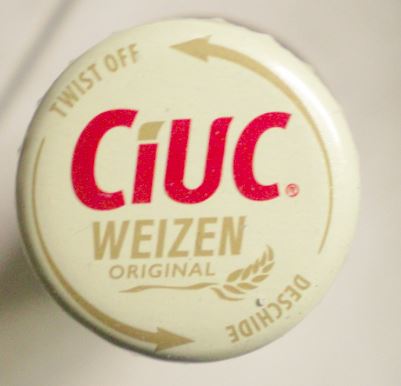 TWIST OFF
CiUC®
WEIZEN
ORIGINAL
DESCHIDE